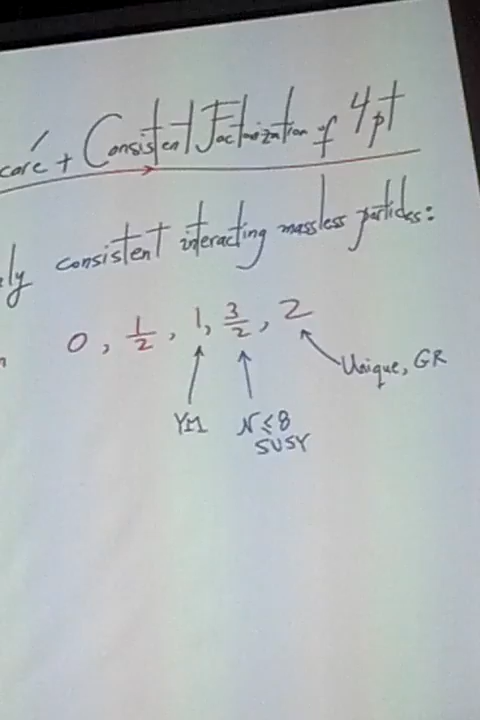 caré + Consistent Factorization of 4pt
ly consistent interacting massless particles:
0, 1/2, 1, 3/2, 2
Unique, GR
YM
N≤8
SUSY